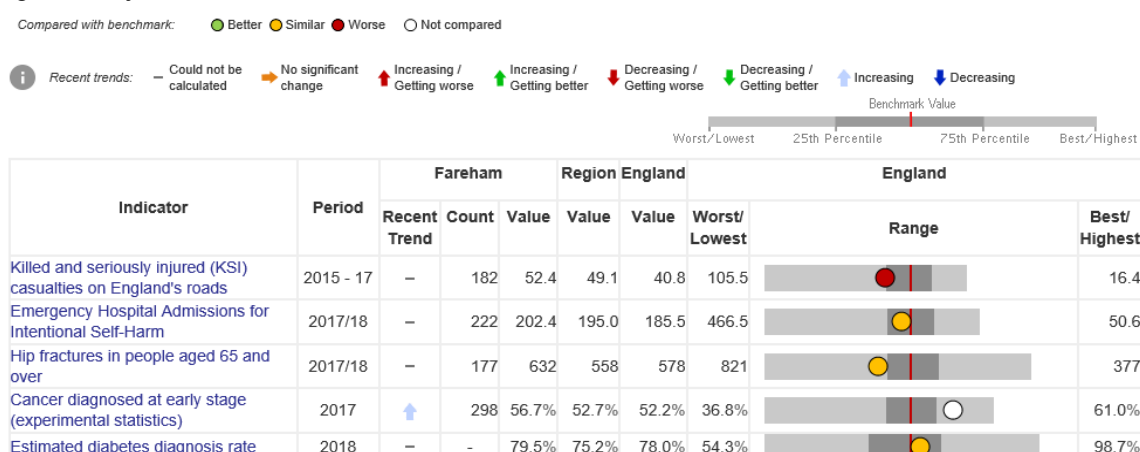 Compared with benchmark: Better Similar Worse Not compared
Recent trends: – Could not be calculated No significant change Increasing / Getting worse Increasing / Getting better Decreasing / Getting worse Decreasing / Getting better Increasing Decreasing
Benchmark Value
Worst/Lowest 25th Percentile 75th Percentile Best/Highest
Fareham Region England England
Indicator Period Recent Trend Count Value Value Value Worst/ Lowest Range Best/ Highest
Killed and seriously injured (KSI) casualties on England's roads 2015 - 17 – 182 52.4 49.1 40.8 105.5 16.4
Emergency Hospital Admissions for Intentional Self-Harm 2017/18 – 222 202.4 195.0 185.5 466.5 50.6
Hip fractures in people aged 65 and over 2017/18 – 177 632 558 578 821 377
Cancer diagnosed at early stage (experimental statistics) 2017 298 56.7% 52.7% 52.2% 36.8% 61.0%
Estimated diabetes diagnosis rate 2018 – - 79.5% 75.2% 78.0% 54.3% 98.7%